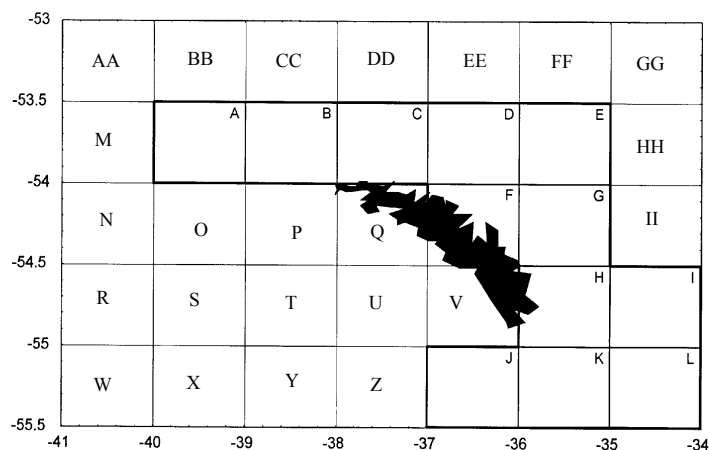 -53
AA BB CC DD EE FF GG
-53.5
A B C D E
M HH
-54
F G
N O P Q II
-54.5
H I
R S T U V
-55
J K L
W X Y Z
-55.5
-41 -40 -39 -38 -37 -36 -35 -34